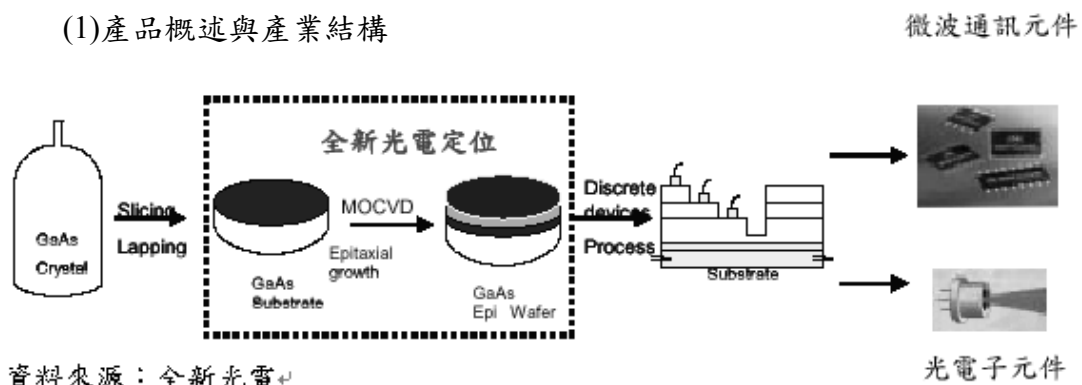 (1)產品概述與產業結構
微波通訊元件
全新光電定位
GaAs
Crystal
Slicing
Lapping
MOCVD
Epitaxial
growth
GaAs
Substrate
GaAs
Epi Wafer
Discrete
devices
Process
Substrate
資料來源：全新光電↵
光電子元件